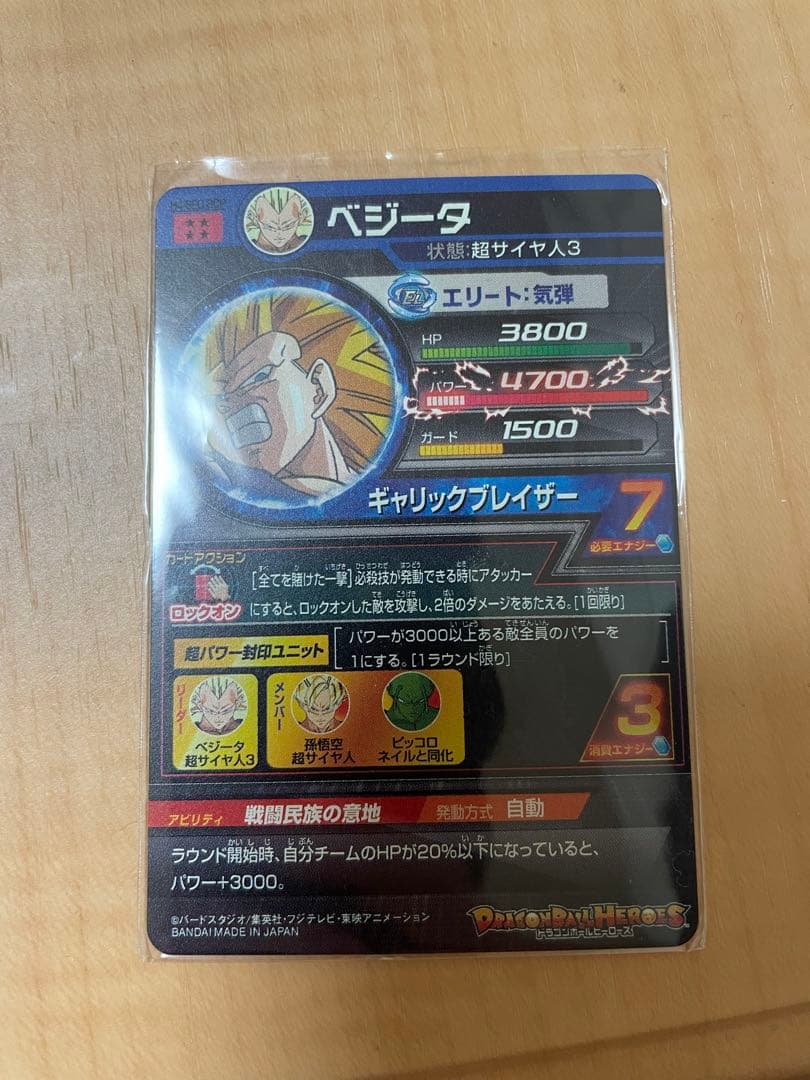 ベジータ
状態:超サイヤ人3
エリート:気弾
HP 3800
パワー 4700
ガード 1500
ギャリックブレイザー
7
必要エナジー
カードアクション
ロックオン
[全てを賭けた一撃]必殺技が発動できる時にアタッカー
にすると、ロックオンした敵を攻撃し、2倍のダメージをあたえる。[1回限り]
超パワー封印ユニット
パワーが3000以上ある敵全員のパワーを
1にする。[1ラウンド限り]
リーダー
ベジータ
超サイヤ人3
メンバー
孫悟空
超サイヤ人
ピッコロ
ネイルと同化
3
消費エナジー
アビリティ 戦闘民族の意地 発動方式 自動
ラウンド開始時、自分チームのHPが20%以下になっていると、
パワー+3000。
©バードスタジオ/集英社・フジテレビ・東映アニメーション
BANDAI MADE IN JAPAN
DRAGONBALL HEROES
ドラゴンボールヒーローズ